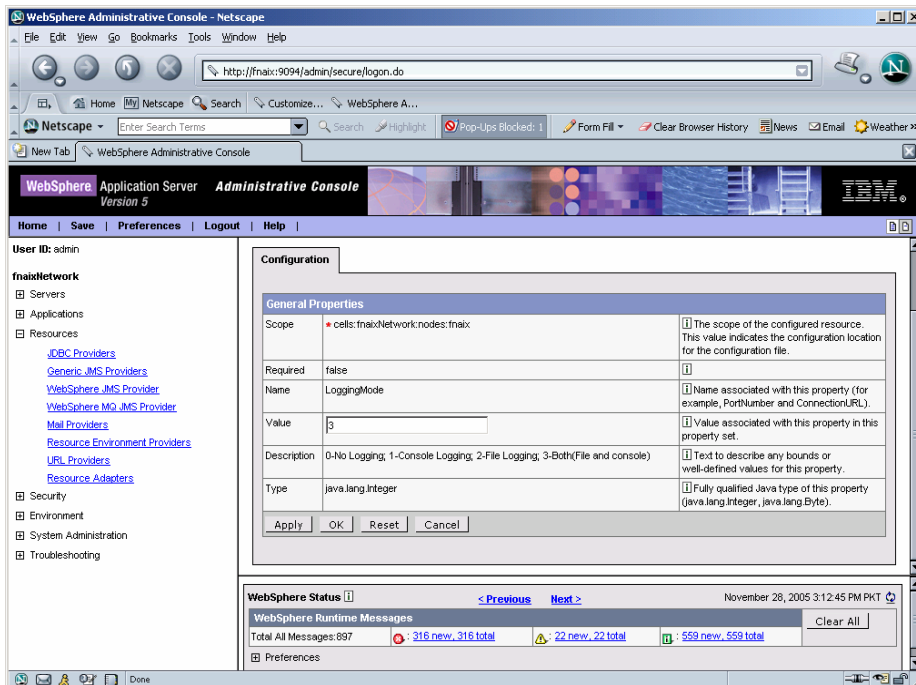 WebSphere Administrative Console - Netscape
File Edit View Go Bookmarks Tools Window Help
http://fnaix:9094/admin/secure/logon.do
Home My Netscape Search Customize... WebSphere A...
Netscape Enter Search Terms Search Highlight Pop-Ups Blocked: 1 Form Fill Clear Browser History News Email Weather
New Tab WebSphere Administrative Console
WebSphere Application Server Administrative Console
Version 5
IBM
Home | Save | Preferences | Logout | Help |
User ID: admin
fnaixNetwork
Servers
Applications
Resources
JDBC Providers
Generic JMS Providers
WebSphere JMS Provider
WebSphere MQ JMS Provider
Mail Providers
Resource Environment Providers
URL Providers
Resource Adapters
Security
Environment
System Administration
Troubleshooting
Configuration
General Properties
Scope * cells:fnaixNetwork:nodes:fnaix i The scope of the configured resource.
This value indicates the configuration location
for the configuration file.
Required false i
Name LoggingMode i Name associated with this property (for
example, PortNumber and ConnectionURL).
Value 3 i Value associated with this property in this
property set.
Description 0-No Logging; 1-Console Logging; 2-File Logging; 3-Both(File and console) i Text to describe any bounds or
well-defined values for this property.
Type java.lang.Integer i Fully qualified Java type of this property
(java.lang.Integer, java.lang.Byte).
Apply OK Reset Cancel
WebSphere Status i < Previous Next > November 28, 2005 3:12:45 PM PKT
WebSphere Runtime Messages Clear All
Total All Messages:897 : 316 new, 316 total : 22 new, 22 total : 559 new, 559 total
Preferences
Done